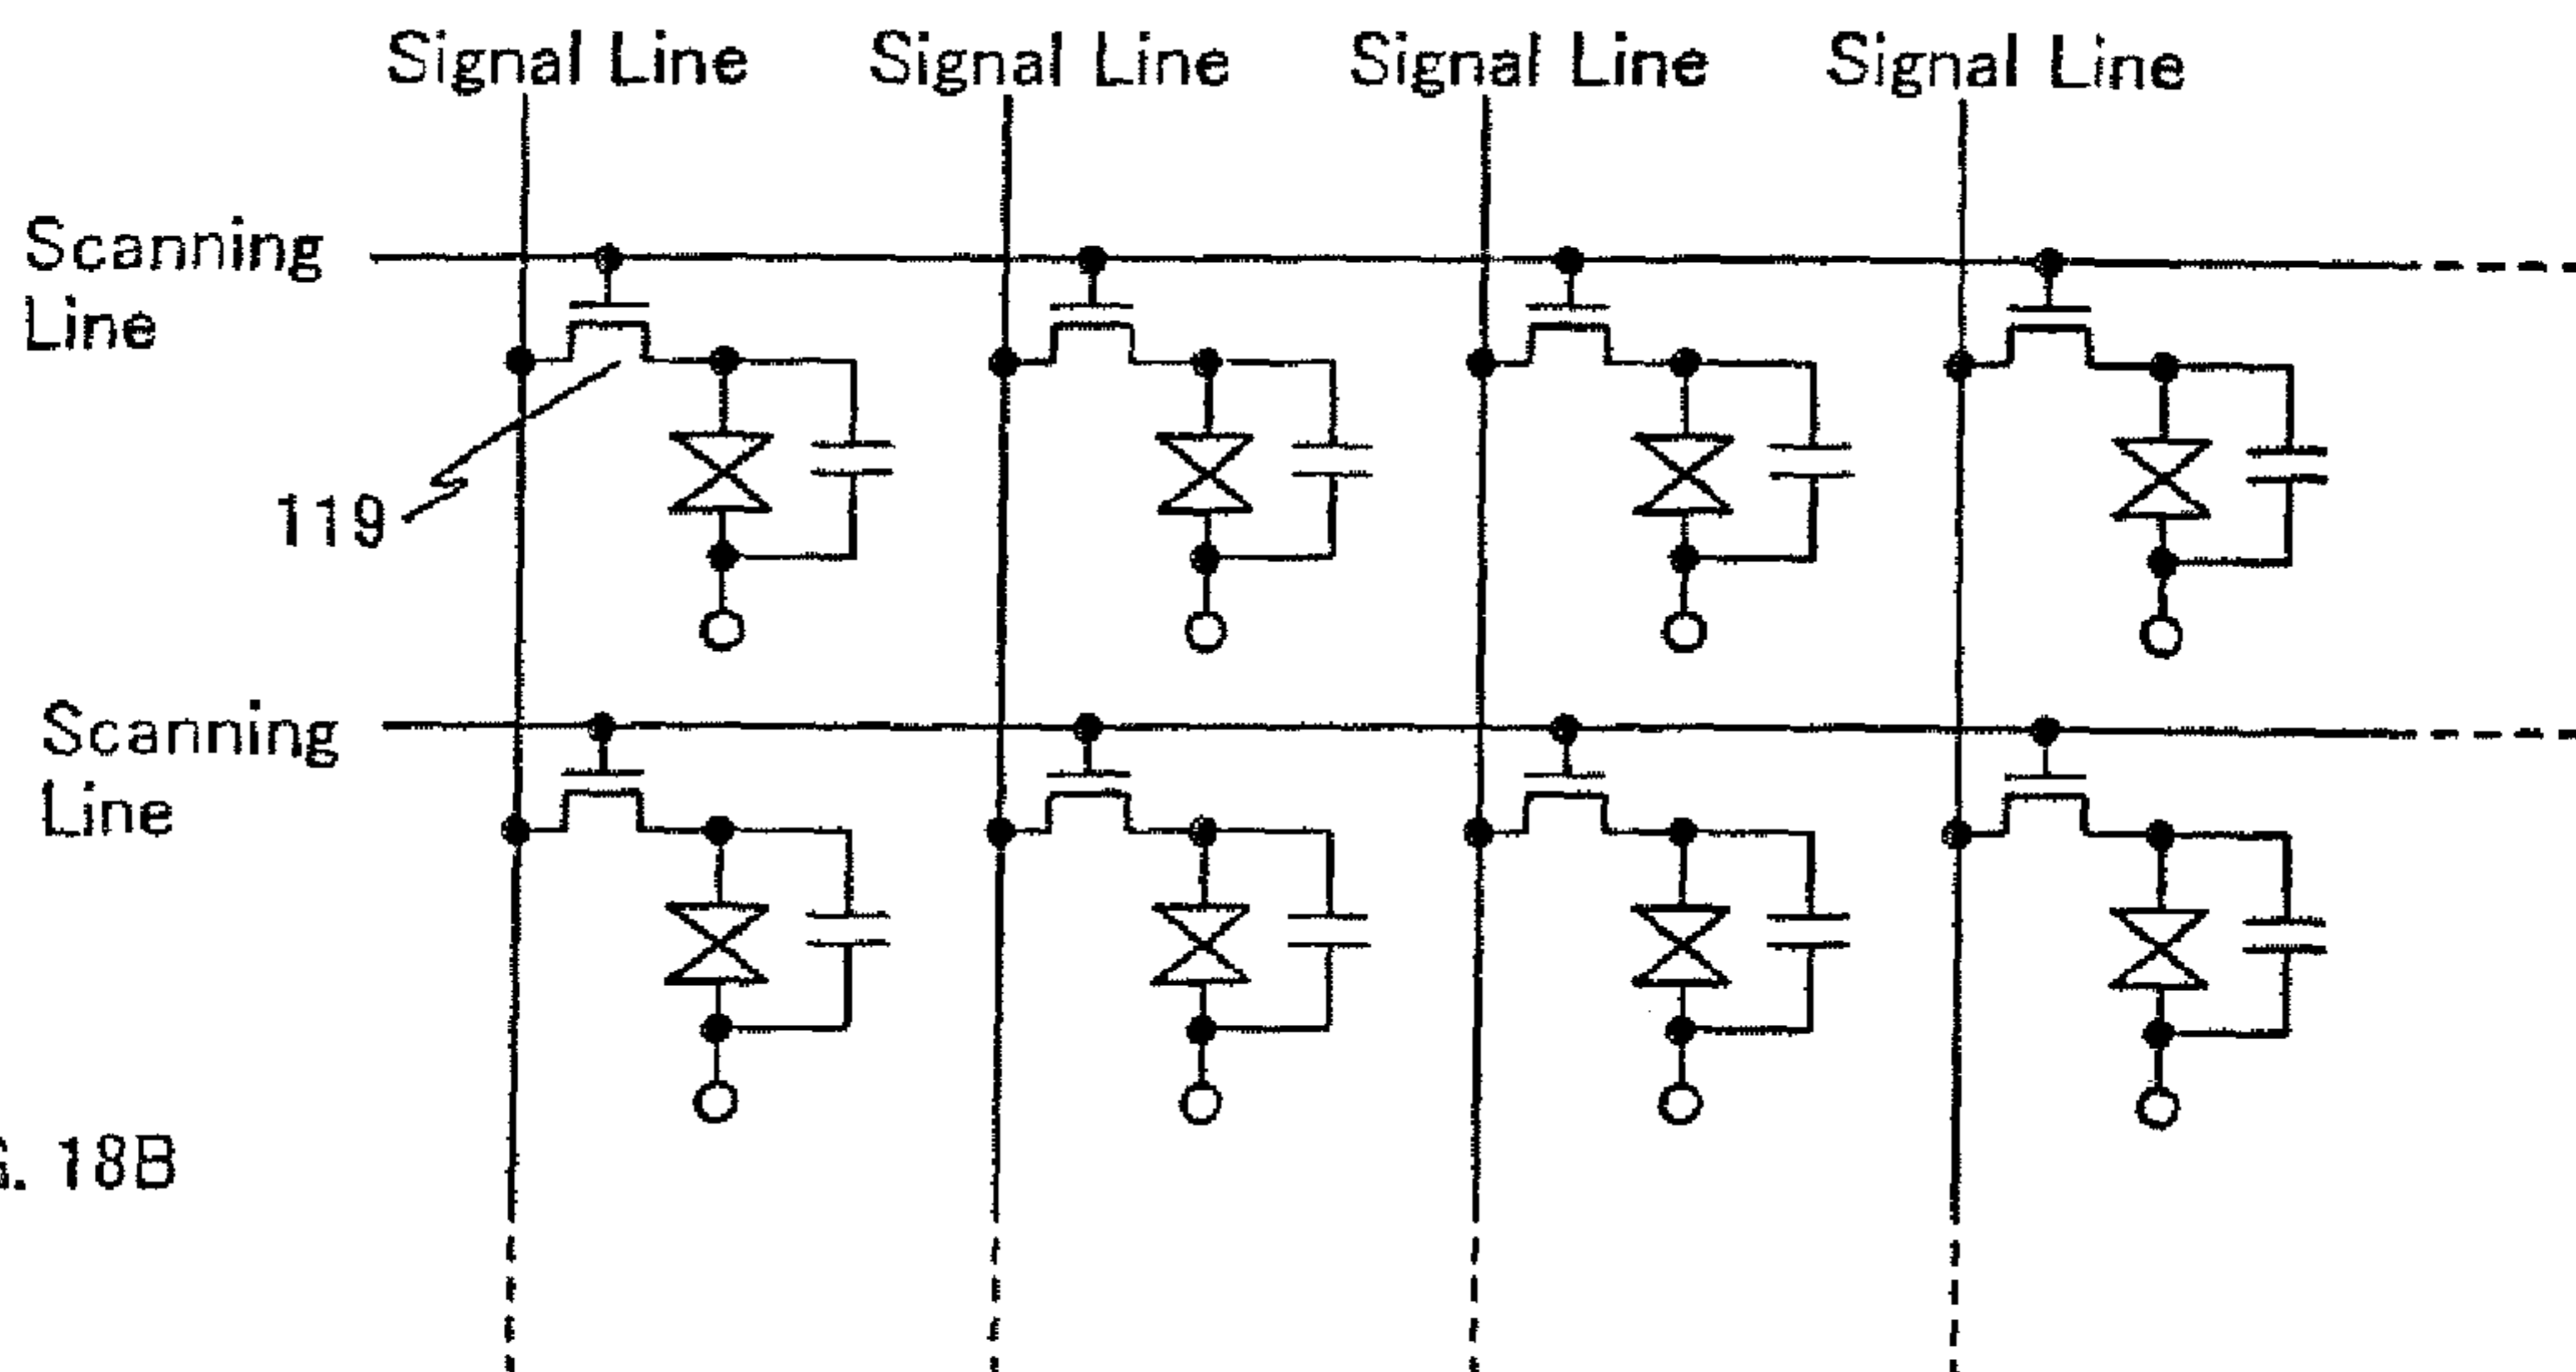 Signal Line Signal Line Signal Line Signal Line
Scanning
Line
119
Scanning
Line
G. 18B